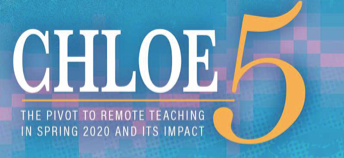 CHLOE 5
THE PIVOT TO REMOTE TEACHING
IN SPRING 2020 AND ITS IMPACT